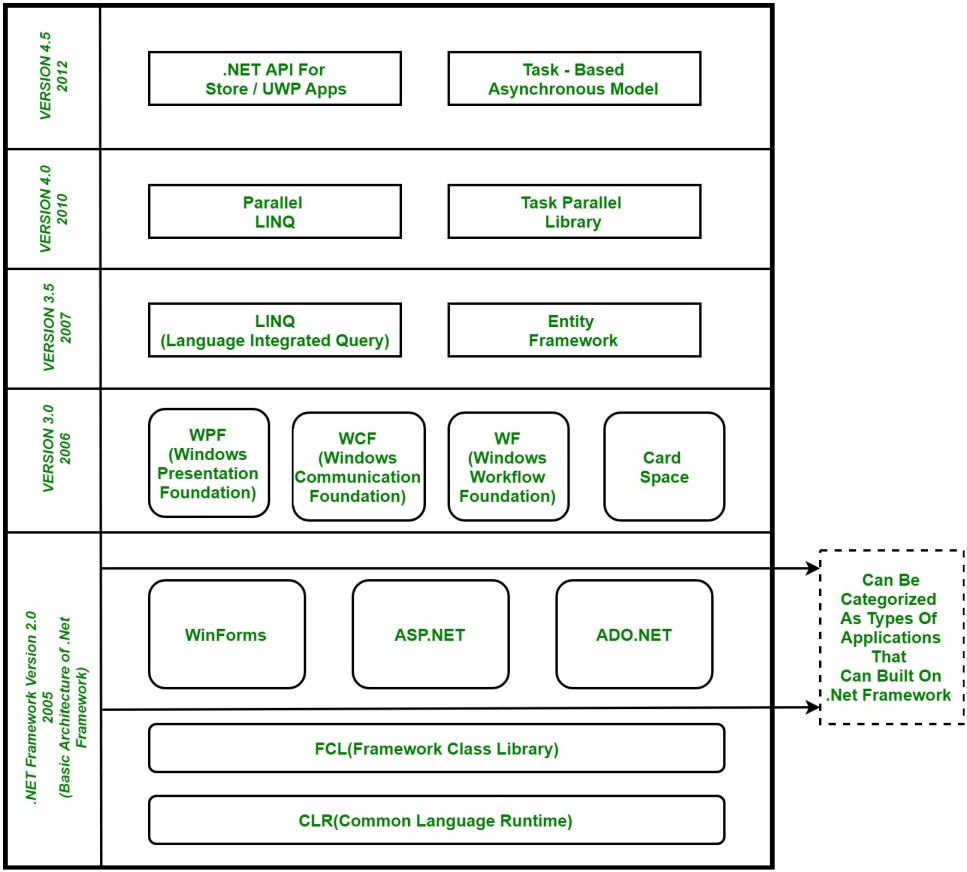 VERSION 4.5
2012
.NET API For
Store / UWP Apps
Task - Based
Asynchronous Model
VERSION 4.0
2010
Parallel
LINQ
Task Parallel
Library
VERSION 3.5
2007
LINQ
(Language Integrated Query)
Entity
Framework
VERSION 3.0
2006
WPF
(Windows
Presentation
Foundation)
WCF
(Windows
Communication
Foundation)
WF
(Windows
Workflow
Foundation)
Card
Space
.NET Framework Version 2.0
2005
(Basic Architecture of .Net
Framework)
WinForms
ASP.NET
ADO.NET
Can Be
Categorized
As Types Of
Applications
That
Can Built On
.Net Framework
FCL(Framework Class Library)
CLR(Common Language Runtime)